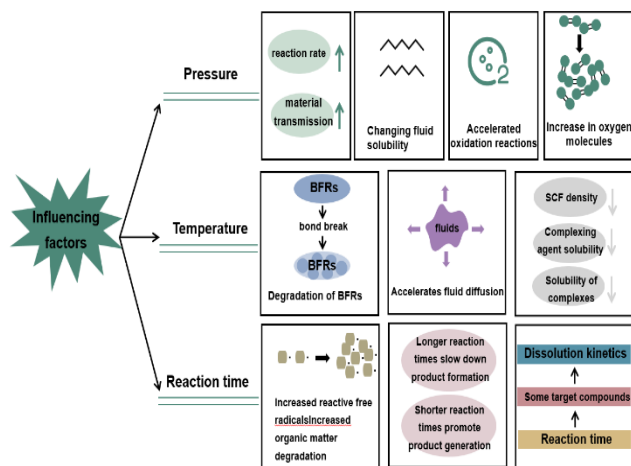 Influencing
factors
Pressure
reaction rate
material
transmission
Changing fluid
solubility
O2
Accelerated
oxidation reactions
Increase in oxygen
molecules
Temperature
BFRs
bond break
BFRs
Degradation of BFRs
fluids
Accelerates fluid diffusion
SCF density
Complexing
agent solubility
Solubility of
complexes
Reaction time
Increased reactive free
radicalsIncreased
organic matter
degradation
Longer reaction
times slow down
product formation
Shorter reaction
times promote
product generation
Dissolution kinetics
Some target compounds
Reaction time